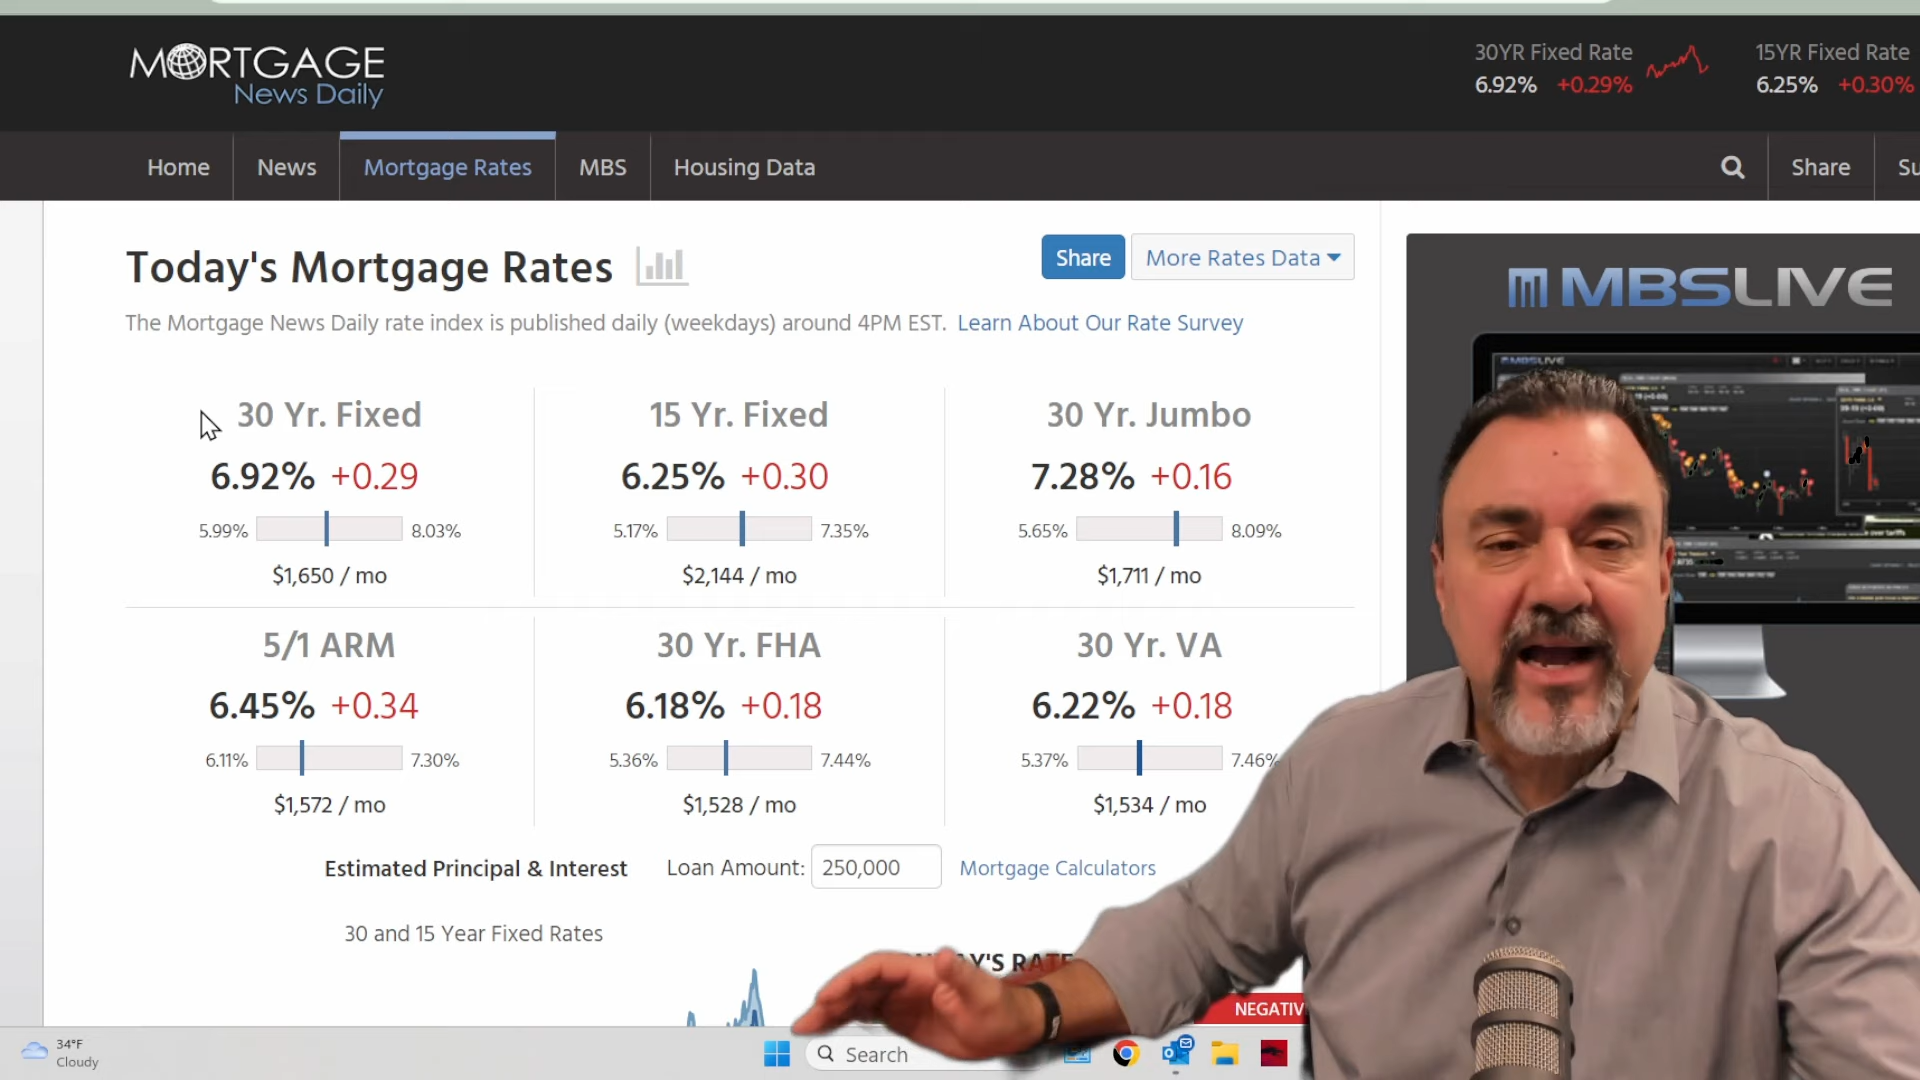 MORTGAGE
News Daily
30YR Fixed Rate
6.92% +0.29%
15YR Fixed Rate
6.25% +0.30%
Home
News
Mortgage Rates
MBS
Housing Data
Share
Su
Today's Mortgage Rates
Share
More Rates Data
The Mortgage News Daily rate index is published daily (weekdays) around 4PM EST. Learn About Our Rate Survey
MBSLIVE
MBSLIVE
30 Yr. Fixed
6.92% +0.29
5.99% 8.03%
$1,650 / mo
15 Yr. Fixed
6.25% +0.30
5.17% 7.35%
$2,144 / mo
30 Yr. Jumbo
7.28% +0.16
5.65% 8.09%
$1,711 / mo
5/1 ARM
6.45% +0.34
6.11% 7.30%
$1,572 / mo
30 Yr. FHA
6.18% +0.18
5.36% 7.44%
$1,528 / mo
30 Yr. VA
6.22% +0.18
5.37% 7.46%
$1,534 / mo
Estimated Principal & Interest Loan Amount: 250,000 Mortgage Calculators
30 and 15 Year Fixed Rates
Y'S RATE
NEGATIV
34°F
Cloudy
Search